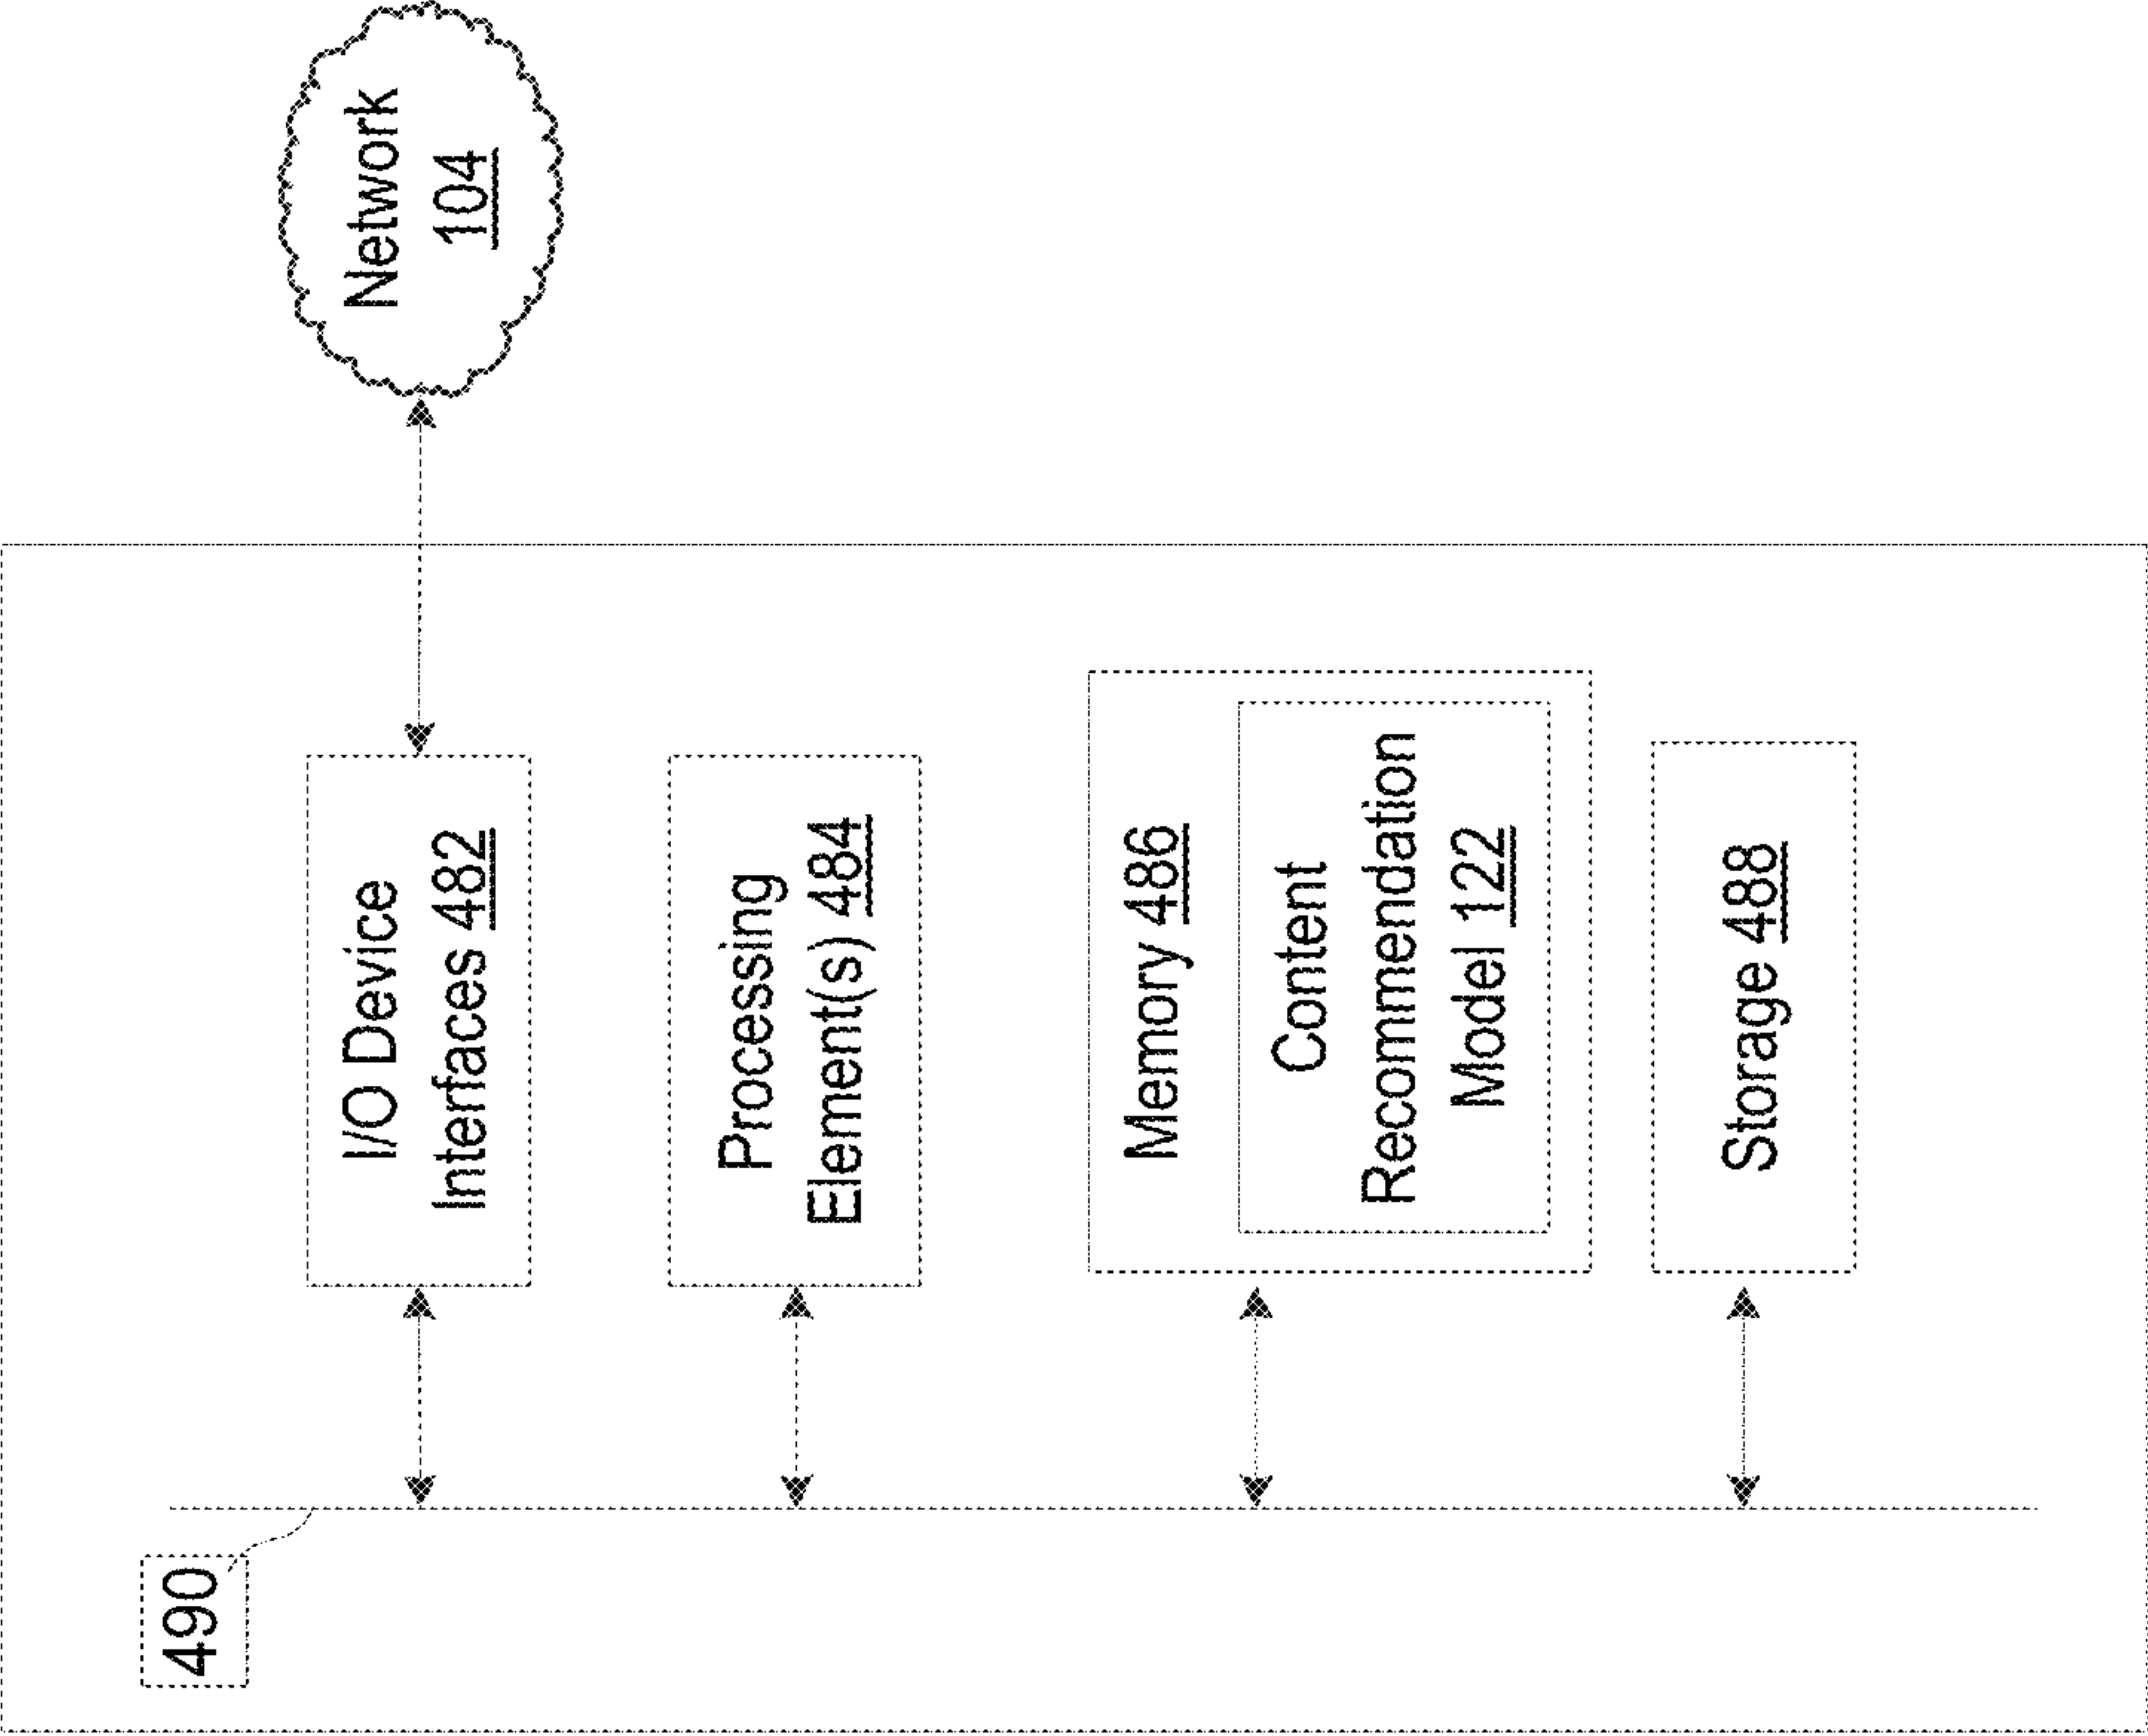 490
I/O Device
Interfaces 482
Network
104
Processing
Element(s) 484
Memory 486
Content
Recommendation
Model 122
Storage 488